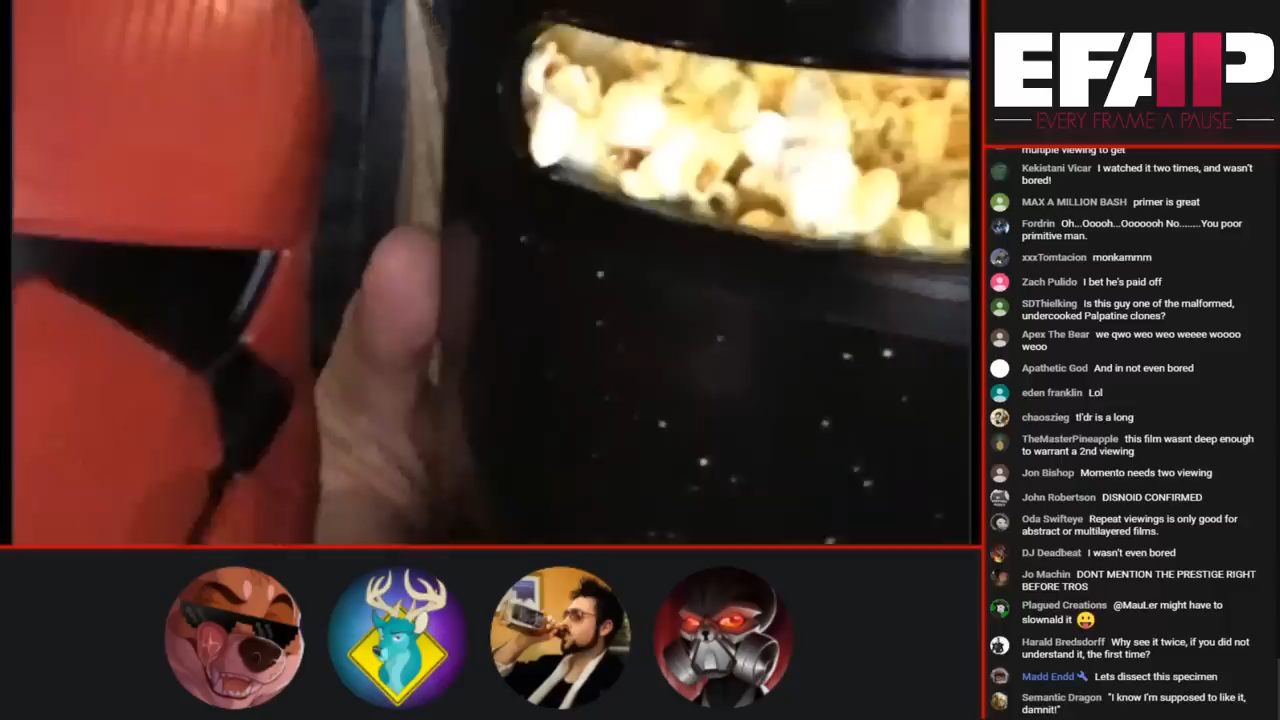 EFAP
EVERY FRAME A PAUSE
multiple viewing to get
Kekistani Vicar I watched it two times, and wasn't
bored!
MAX A MILLION BASH primer is great
Fordrin Oh...Ooooh...Ooooooh No........You poor
primitive man.
xxxTomtacion monkammm
Zach Pulido I bet he's paid off
SDThielking Is this guy one of the malformed,
undercooked Palpatine clones?
Apex The Bear we qwo weo weo weeee woooo
weoo
Apathetic God And in not even bored
eden franklin Lol
chaoszieg tl'dr is a long
TheMasterPineapple this film wasnt deep enough
to warrant a 2nd viewing
Jon Bishop Momento needs two viewing
John Robertson DISNOID CONFIRMED
Oda Swifteye Repeat viewings is only good for
abstract or multilayered films.
DJ Deadbeat I wasn't even bored
Jo Machin DONT MENTION THE PRESTIGE RIGHT
BEFORE TROS
Plagued Creations @MauLer might have to
slownald it 😛
Harald Bredsdorff Why see it twice, if you did not
understand it, the first time?
Madd Endd Lets dissect this specimen
Semantic Dragon "I know I'm supposed to like it,
damnit!"